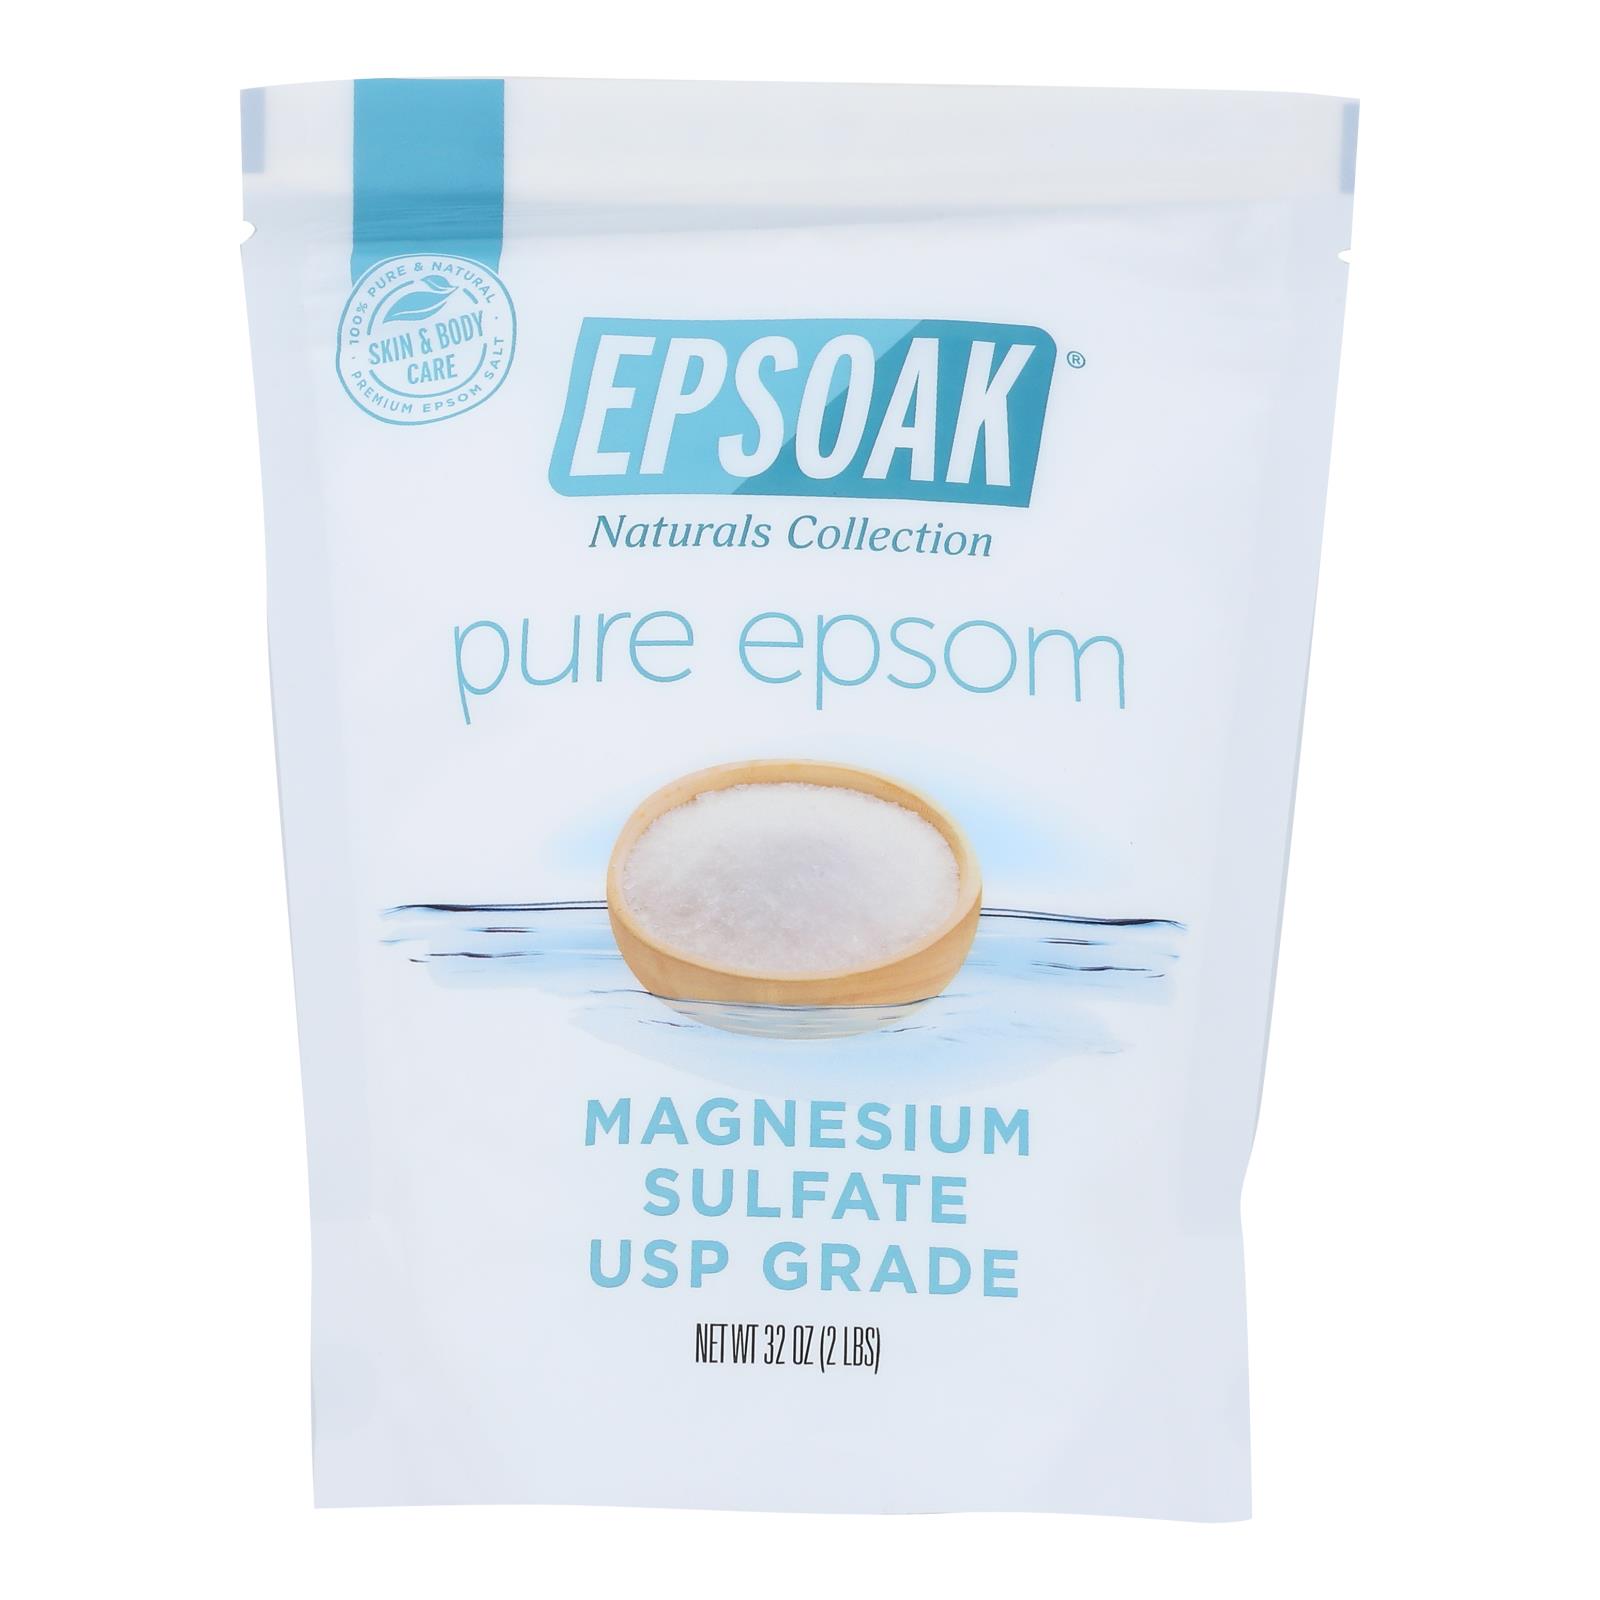 100% PURE & NATURAL
SKIN & BODY
CARE
PREMIUM EPSOM SALT
EPSOAK®
Naturals Collection
pure epsom
MAGNESIUM
SULFATE
USP GRADE
NET WT 32 OZ (2 LBS)